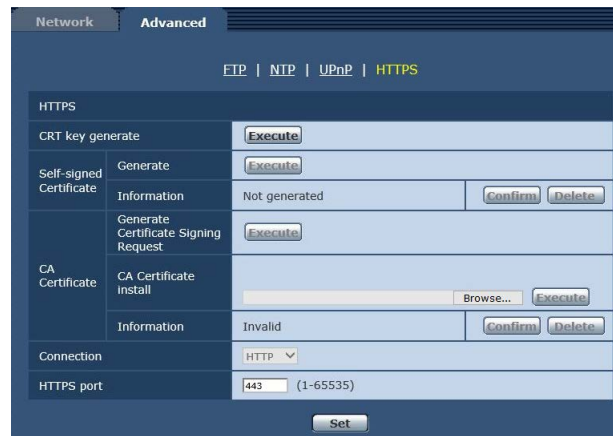 Network Advanced
FTP | NTP | UPnP | HTTPS
HTTPS
CRT key generate Execute
Self-signed Certificate
Generate Execute
Information Not generated Confirm Delete
CA Certificate
Generate Certificate Signing Request Execute
CA Certificate install Browse... Execute
Information Invalid Confirm Delete
Connection HTTP
HTTPS port 443 (1-65535)
Set